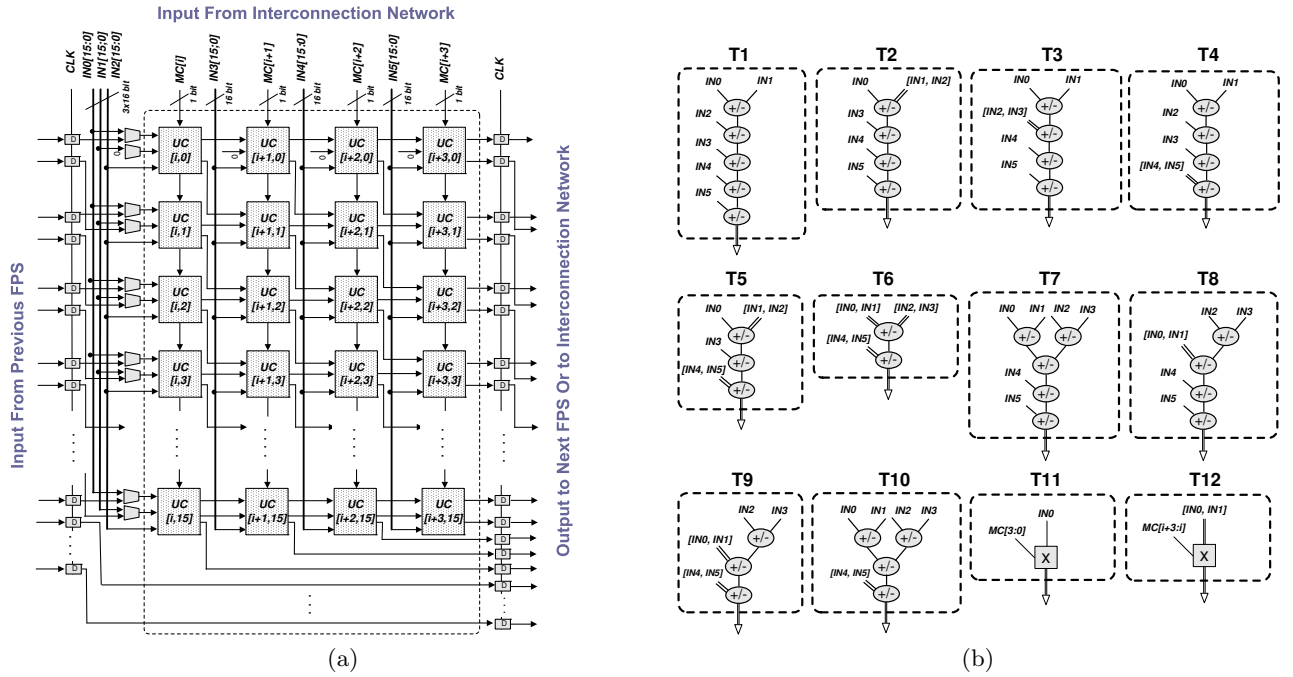 Input From Interconnection Network
CLK
IN0[15:0]
IN1[15:0]
IN2[15:0]
MC[i]
IN3[15:0]
MC[i+1]
IN4[15:0]
MC[i+2]
IN5[15:0]
MC[i+3]
CLK
3x16 bit
1 bit
16 bit
1 bit
16 bit
1 bit
16 bit
1 bit
D
UC
[i,0]
UC
[i+1,0]
UC
[i+2,0]
UC
[i+3,0]
D
0
0
0
0
D
D
D
UC
[i,1]
UC
[i+1,1]
UC
[i+2,1]
UC
[i+3,1]
D
D
D
D
UC
[i,2]
UC
[i+1,2]
UC
[i+2,2]
UC
[i+3,2]
D
D
D
D
UC
[i,3]
UC
[i+1,3]
UC
[i+2,3]
UC
[i+3,3]
D
D
D
D
UC
[i,15]
UC
[i+1,15]
UC
[i+2,15]
UC
[i+3,15]
D
D
D
D
D
D
D
D
D
Input From Previous FPS
Output to Next FPS Or to Interconnection Network
(a)
T1
IN0
IN1
+/-
IN2
+/-
IN3
+/-
IN4
+/-
IN5
+/-
T2
IN0
[IN1, IN2]
+/-
IN3
+/-
IN4
+/-
IN5
+/-
T3
IN0
IN1
+/-
[IN2, IN3]
+/-
IN4
+/-
IN5
+/-
T4
IN0
IN1
+/-
IN2
+/-
IN3
+/-
[IN4, IN5]
+/-
T5
IN0
[IN1, IN2]
+/-
IN3
+/-
[IN4, IN5]
+/-
T6
[IN0, IN1]
[IN2, IN3]
+/-
[IN4, IN5]
+/-
T7
IN0
IN1
IN2
IN3
+/-
+/-
+/-
IN4
+/-
IN5
+/-
T8
IN2
IN3
+/-
[IN0, IN1]
+/-
IN4
+/-
IN5
+/-
T9
IN2
IN3
+/-
[IN0, IN1]
+/-
[IN4, IN5]
+/-
T10
IN0
IN1
IN2
IN3
+/-
+/-
+/-
[IN4, IN5]
+/-
T11
IN0
MC[3:0]
X
T12
[IN0, IN1]
MC[i+3:i]
X
(b)